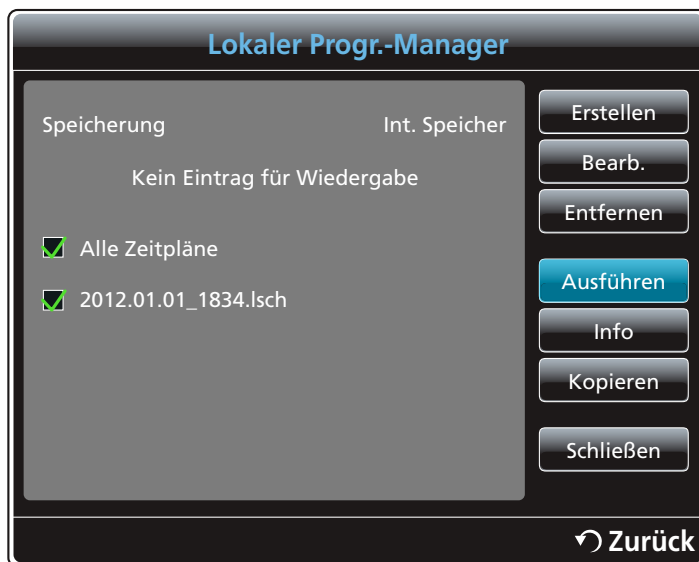 Lokaler Progr.-Manager
Speicherung Int. Speicher
Kein Eintrag für Wiedergabe
Alle Zeitpläne
2012.01.01_1834.lsch
Erstellen
Bearb.
Entfernen
Ausführen
Info
Kopieren
Schließen
Zurück